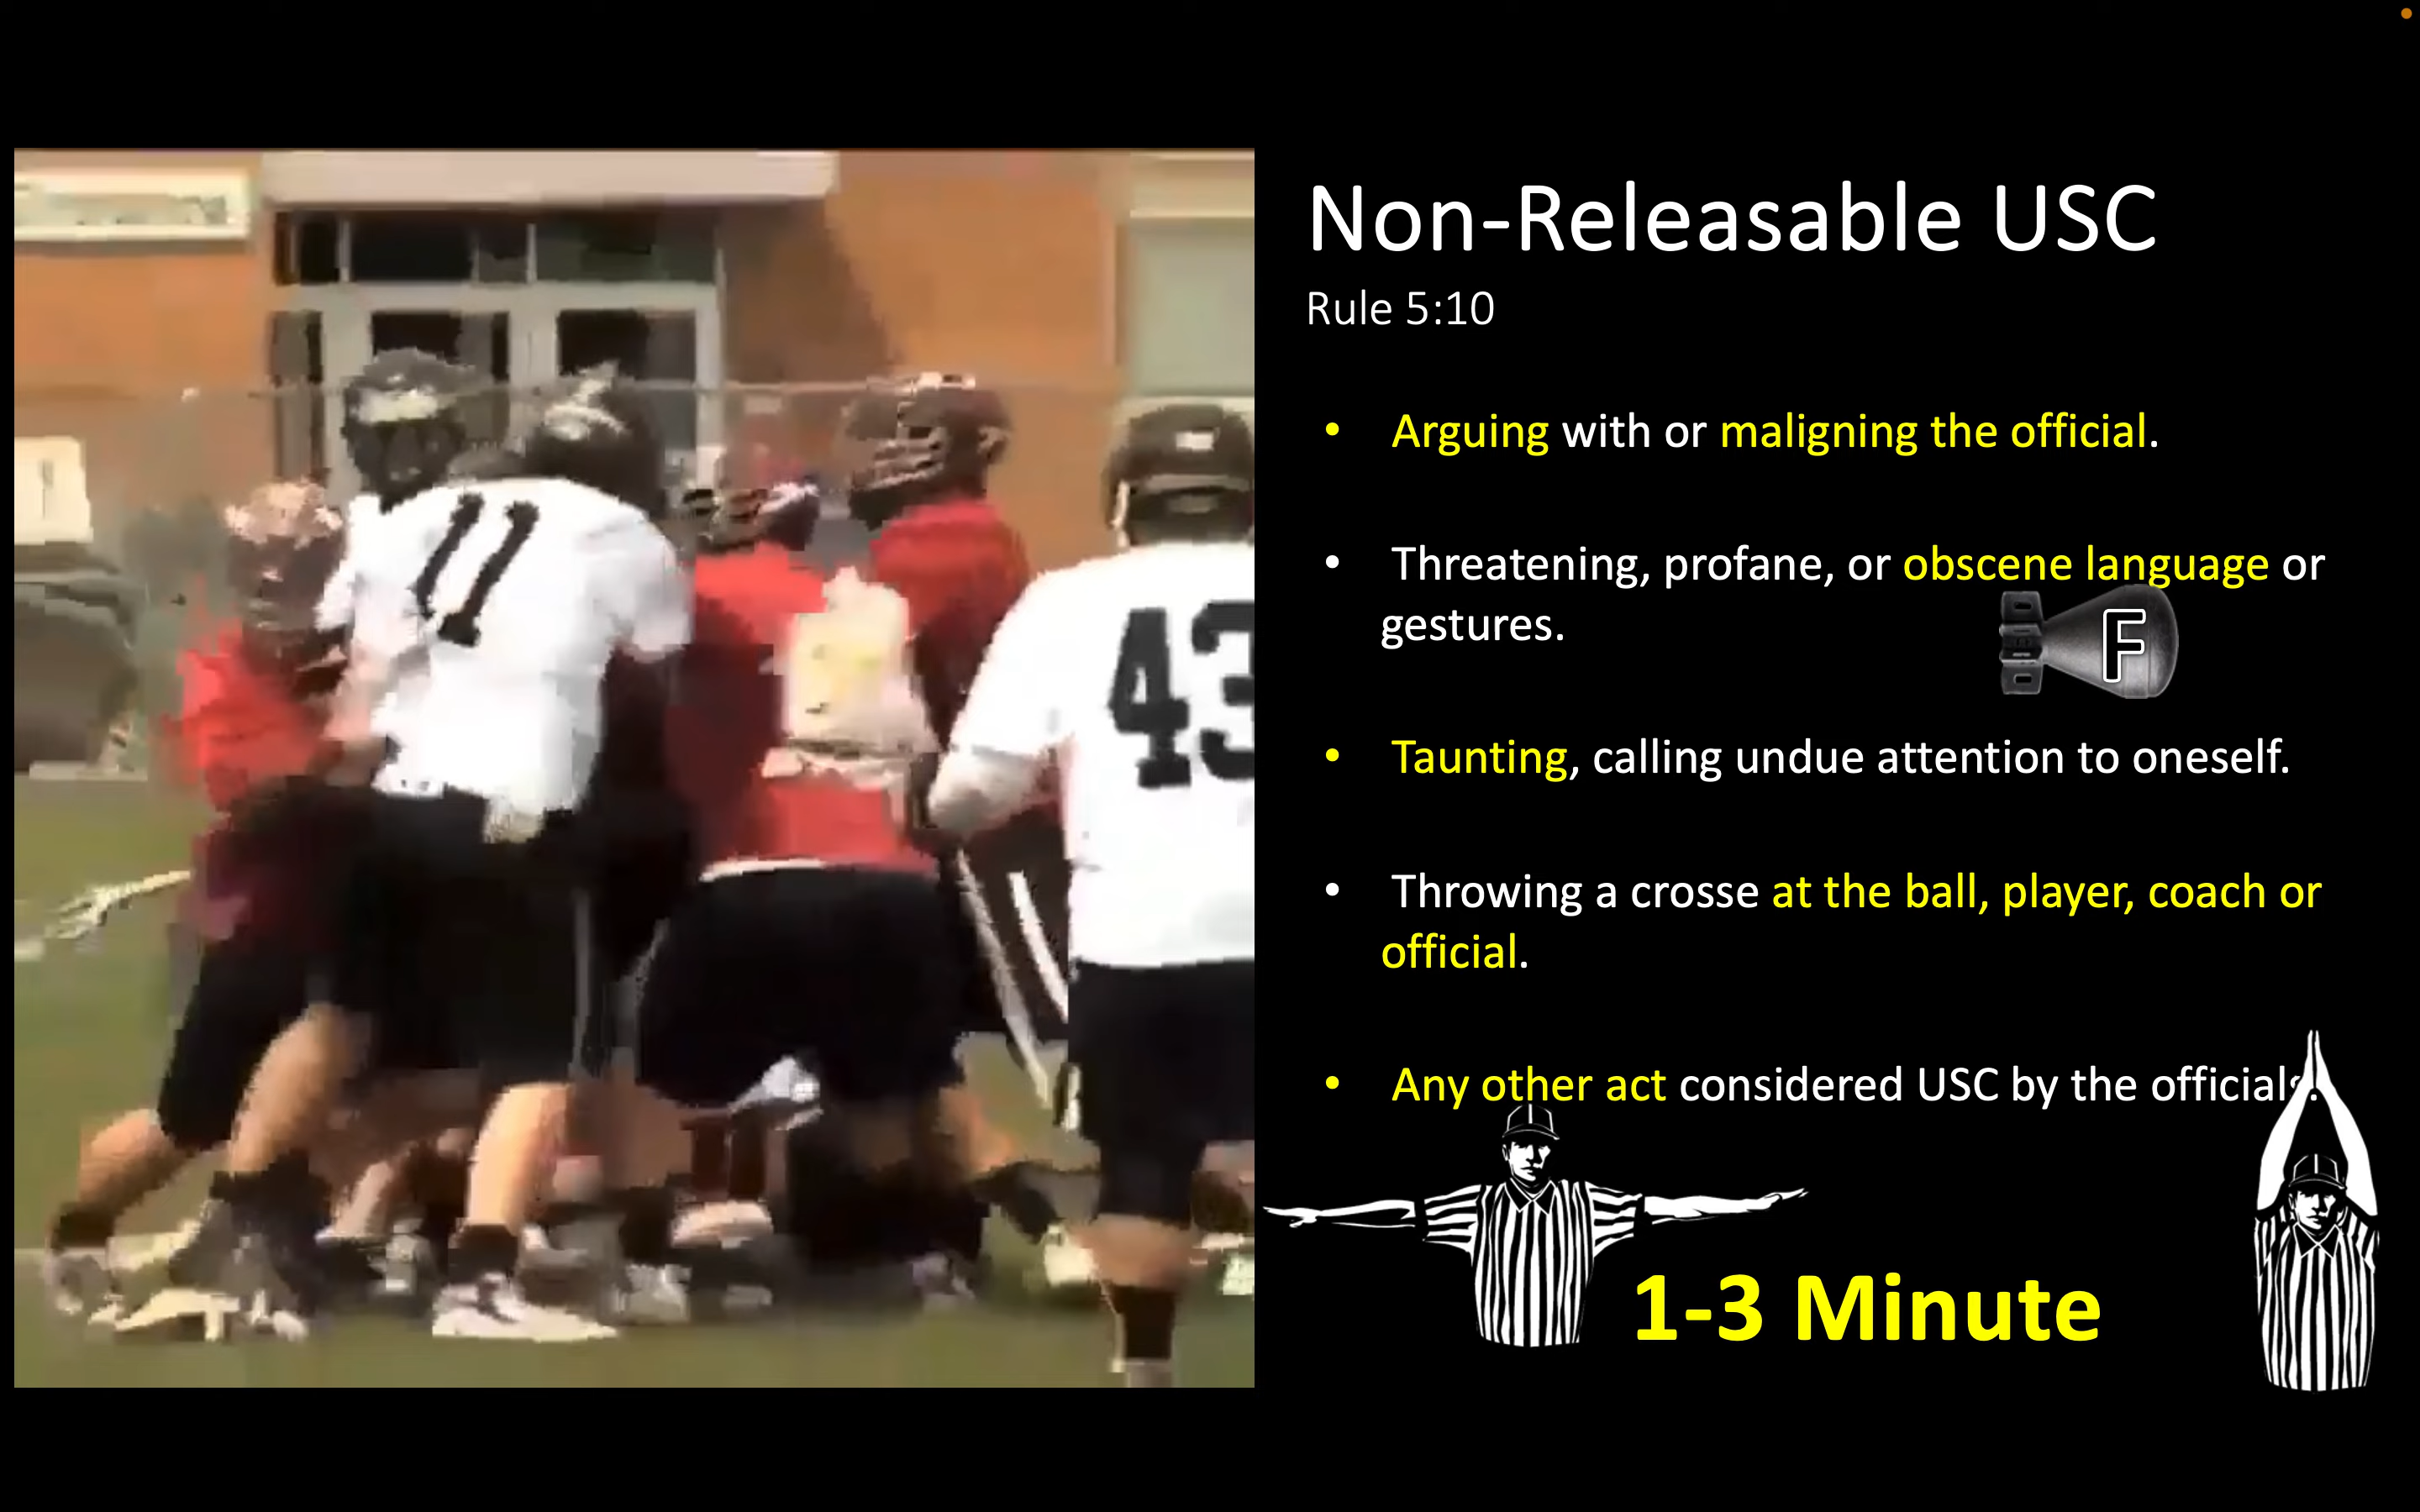 Non-Releasable USC
Rule 5:10
• Arguing with or maligning the official.
• Threatening, profane, or obscene language or
gestures.
F
• Taunting, calling undue attention to oneself.
• Throwing a crosse at the ball, player, coach or
official.
• Any other act considered USC by the officials.
1-3 Minute
11
43